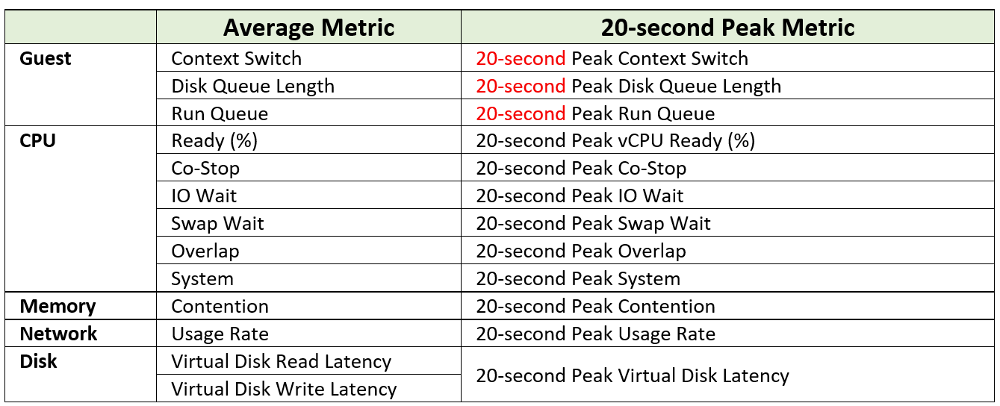 Average Metric 20-second Peak Metric
Guest Context Switch 20-second Peak Context Switch
Disk Queue Length 20-second Peak Disk Queue Length
Run Queue 20-second Peak Run Queue
CPU Ready (%) 20-second Peak vCPU Ready (%)
Co-Stop 20-second Peak Co-Stop
IO Wait 20-second Peak IO Wait
Swap Wait 20-second Peak Swap Wait
Overlap 20-second Peak Overlap
System 20-second Peak System
Memory Contention 20-second Peak Contention
Network Usage Rate 20-second Peak Usage Rate
Disk Virtual Disk Read Latency
20-second Peak Virtual Disk Latency
Virtual Disk Write Latency